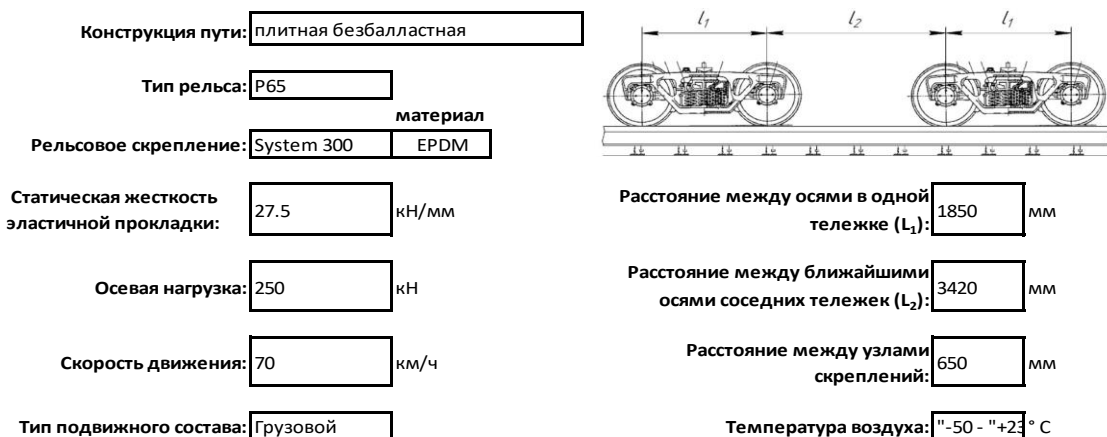 Конструкция пути: плитная безбалластная
Тип рельса: Р65
материал
Рельсовое скрепление: System 300 EPDM
Статическая жесткость
эластичной прокладки: 27.5 кН/мм
Осевая нагрузка: 250 кН
Скорость движения: 70 км/ч
Тип подвижного состава: Грузовой
l₁ l₂ l₁
Расстояние между осями в одной
тележке (L₁): 1850 мм
Расстояние между ближайшими
осями соседних тележек (L₂): 3420 мм
Расстояние между узлами
скреплений: 650 мм
Температура воздуха: "-50 - "+23 ° С